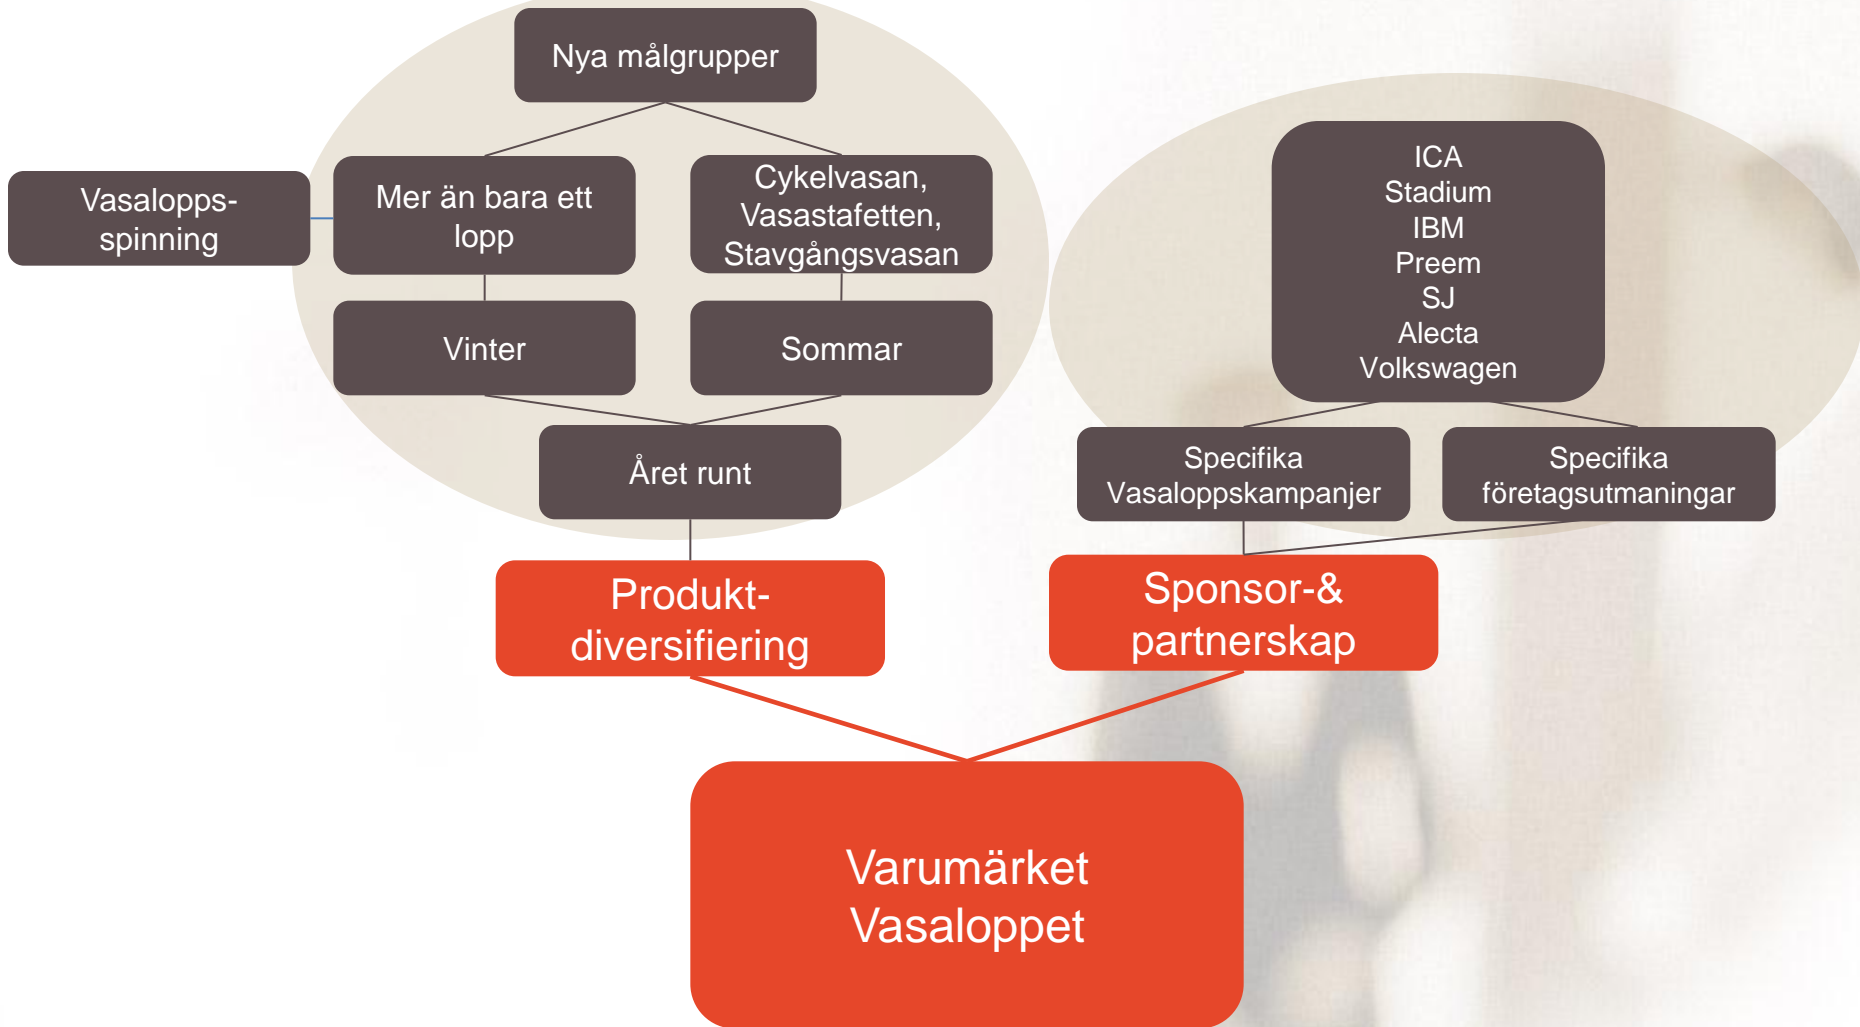 Nya målgrupper
Vasalopps-
spinning
Mer än bara ett
lopp
Cykelvasan,
Vasastafetten,
Stavgångsvasan
Vinter
Sommar
Året runt
ICA
Stadium
IBM
Preem
SJ
Alecta
Volkswagen
Specifika
Vasaloppskampanjer
Specifika
företagsutmaningar
Produkt-
diversifiering
Sponsor-&
partnerskap
Varumärket
Vasaloppet